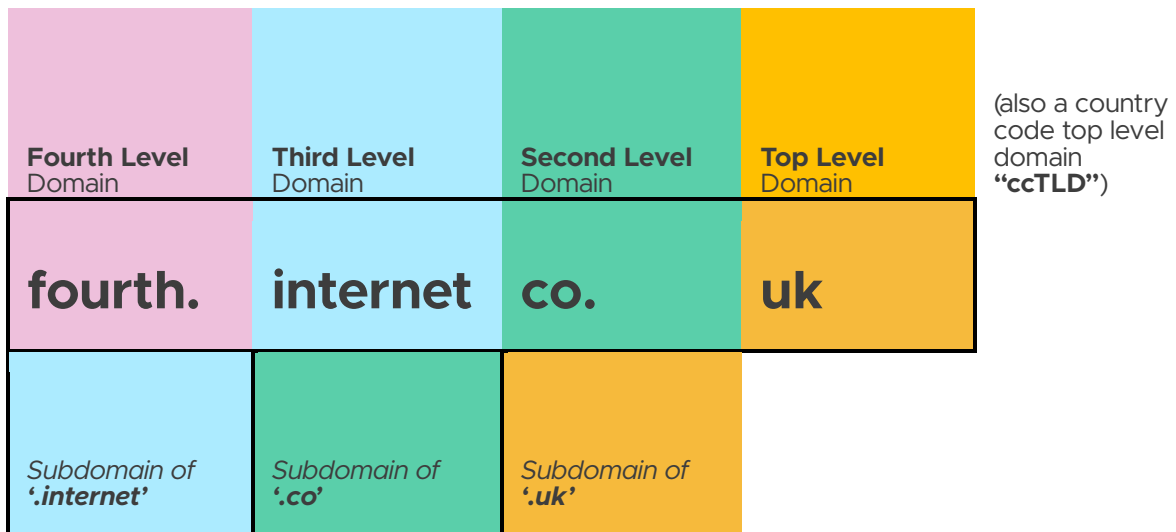 Fourth Level
Domain
Third Level
Domain
Second Level
Domain
Top Level
Domain
(also a country
code top level
domain
“ccTLD”)
fourth.
internet
co.
uk
Subdomain of
‘.internet’
Subdomain of
‘.co’
Subdomain of
‘.uk’